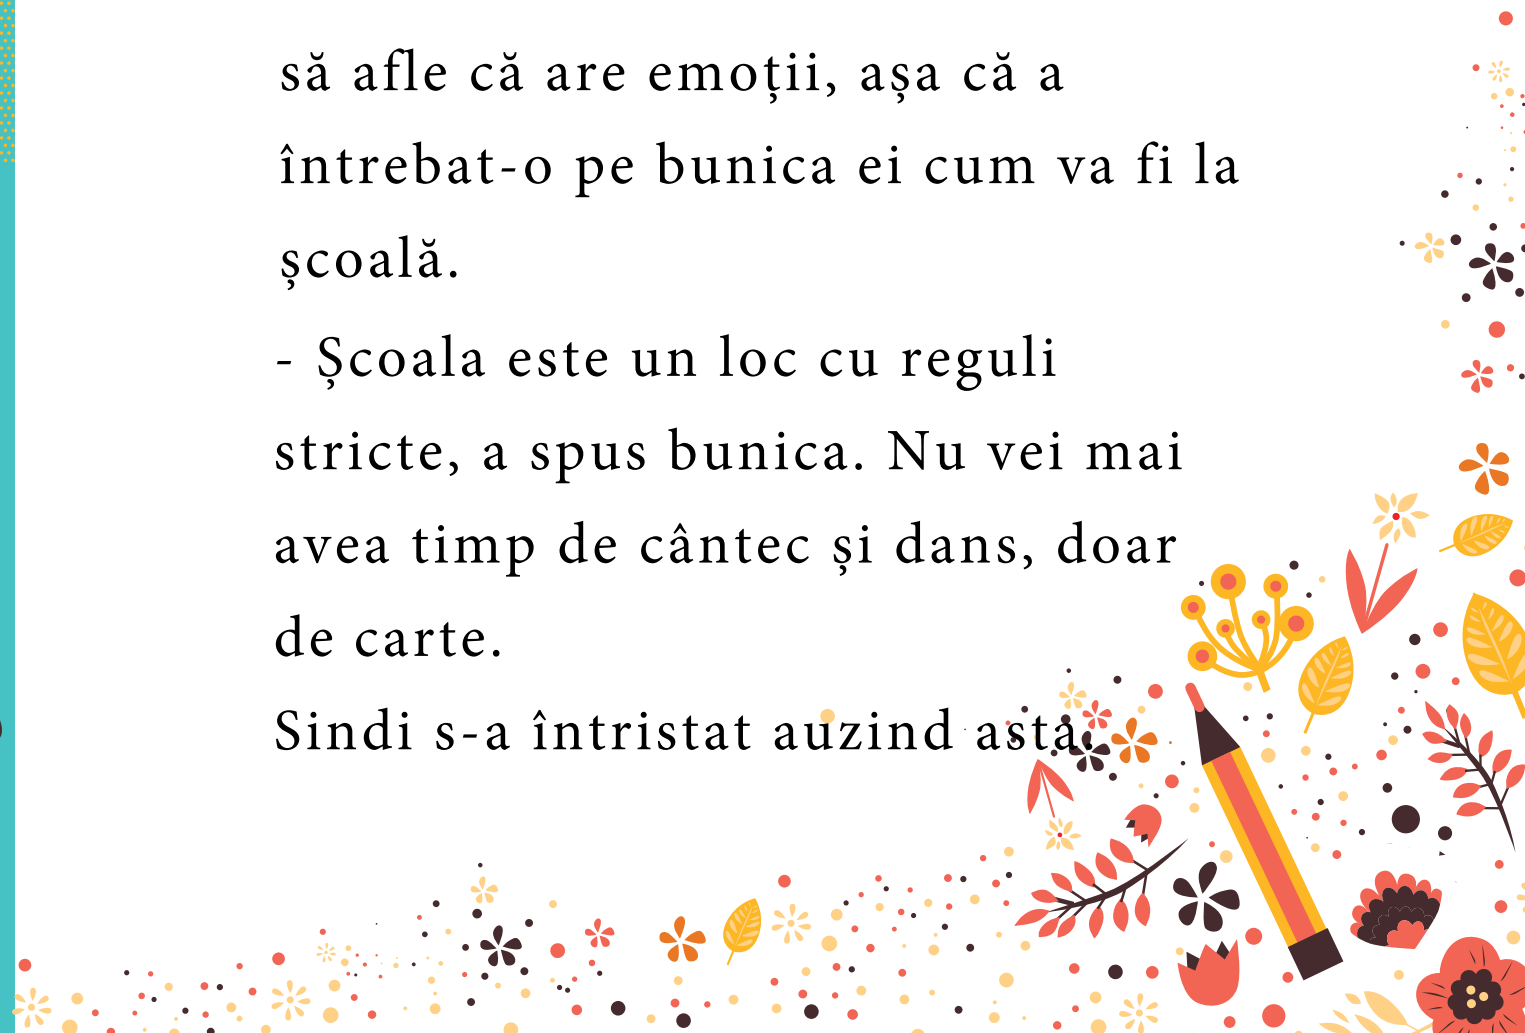 să afle că are emoții, așa că a
întrebat-o pe bunica ei cum va fi la
școală.
- Școala este un loc cu reguli
stricte, a spus bunica. Nu vei mai
avea timp de cântec și dans, doar
de carte.
Sindi s-a întristat auzind asta.